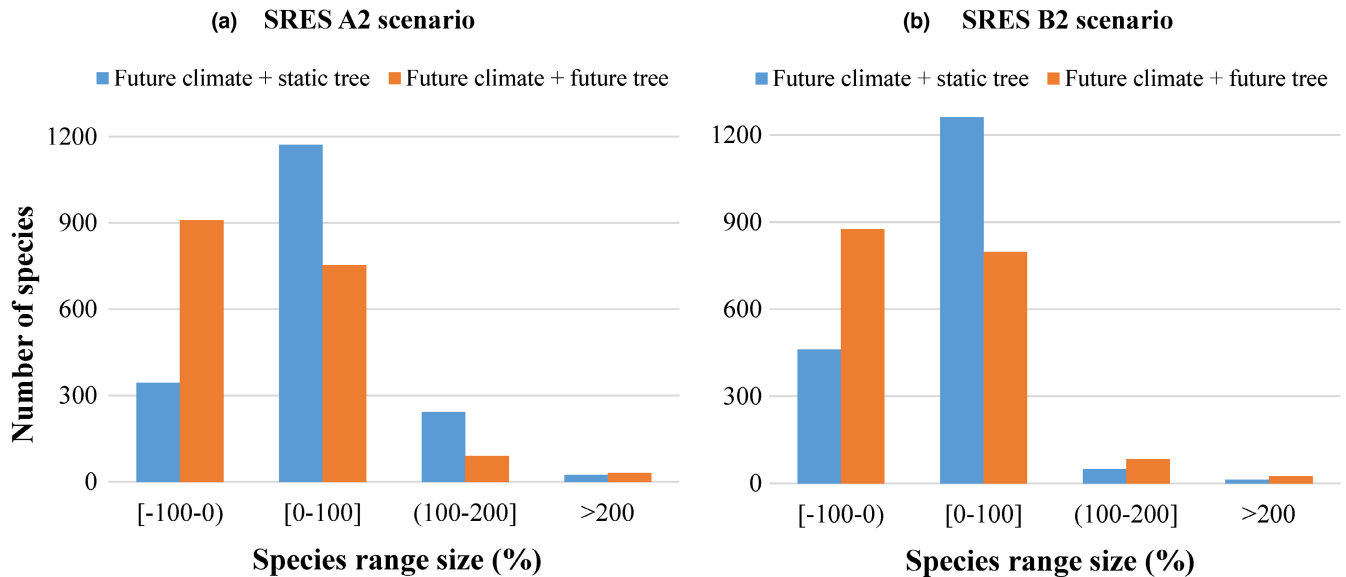 (a) SRES A2 scenario
Future climate + static tree Future climate + future tree
1200
900
600
300
0
Number of species
[-100-0) [0-100] (100-200] >200
Species range size (%)
(b) SRES B2 scenario
Future climate + static tree Future climate + future tree
1200
900
600
300
0
[-100-0) [0-100] (100-200] >200
Species range size (%)